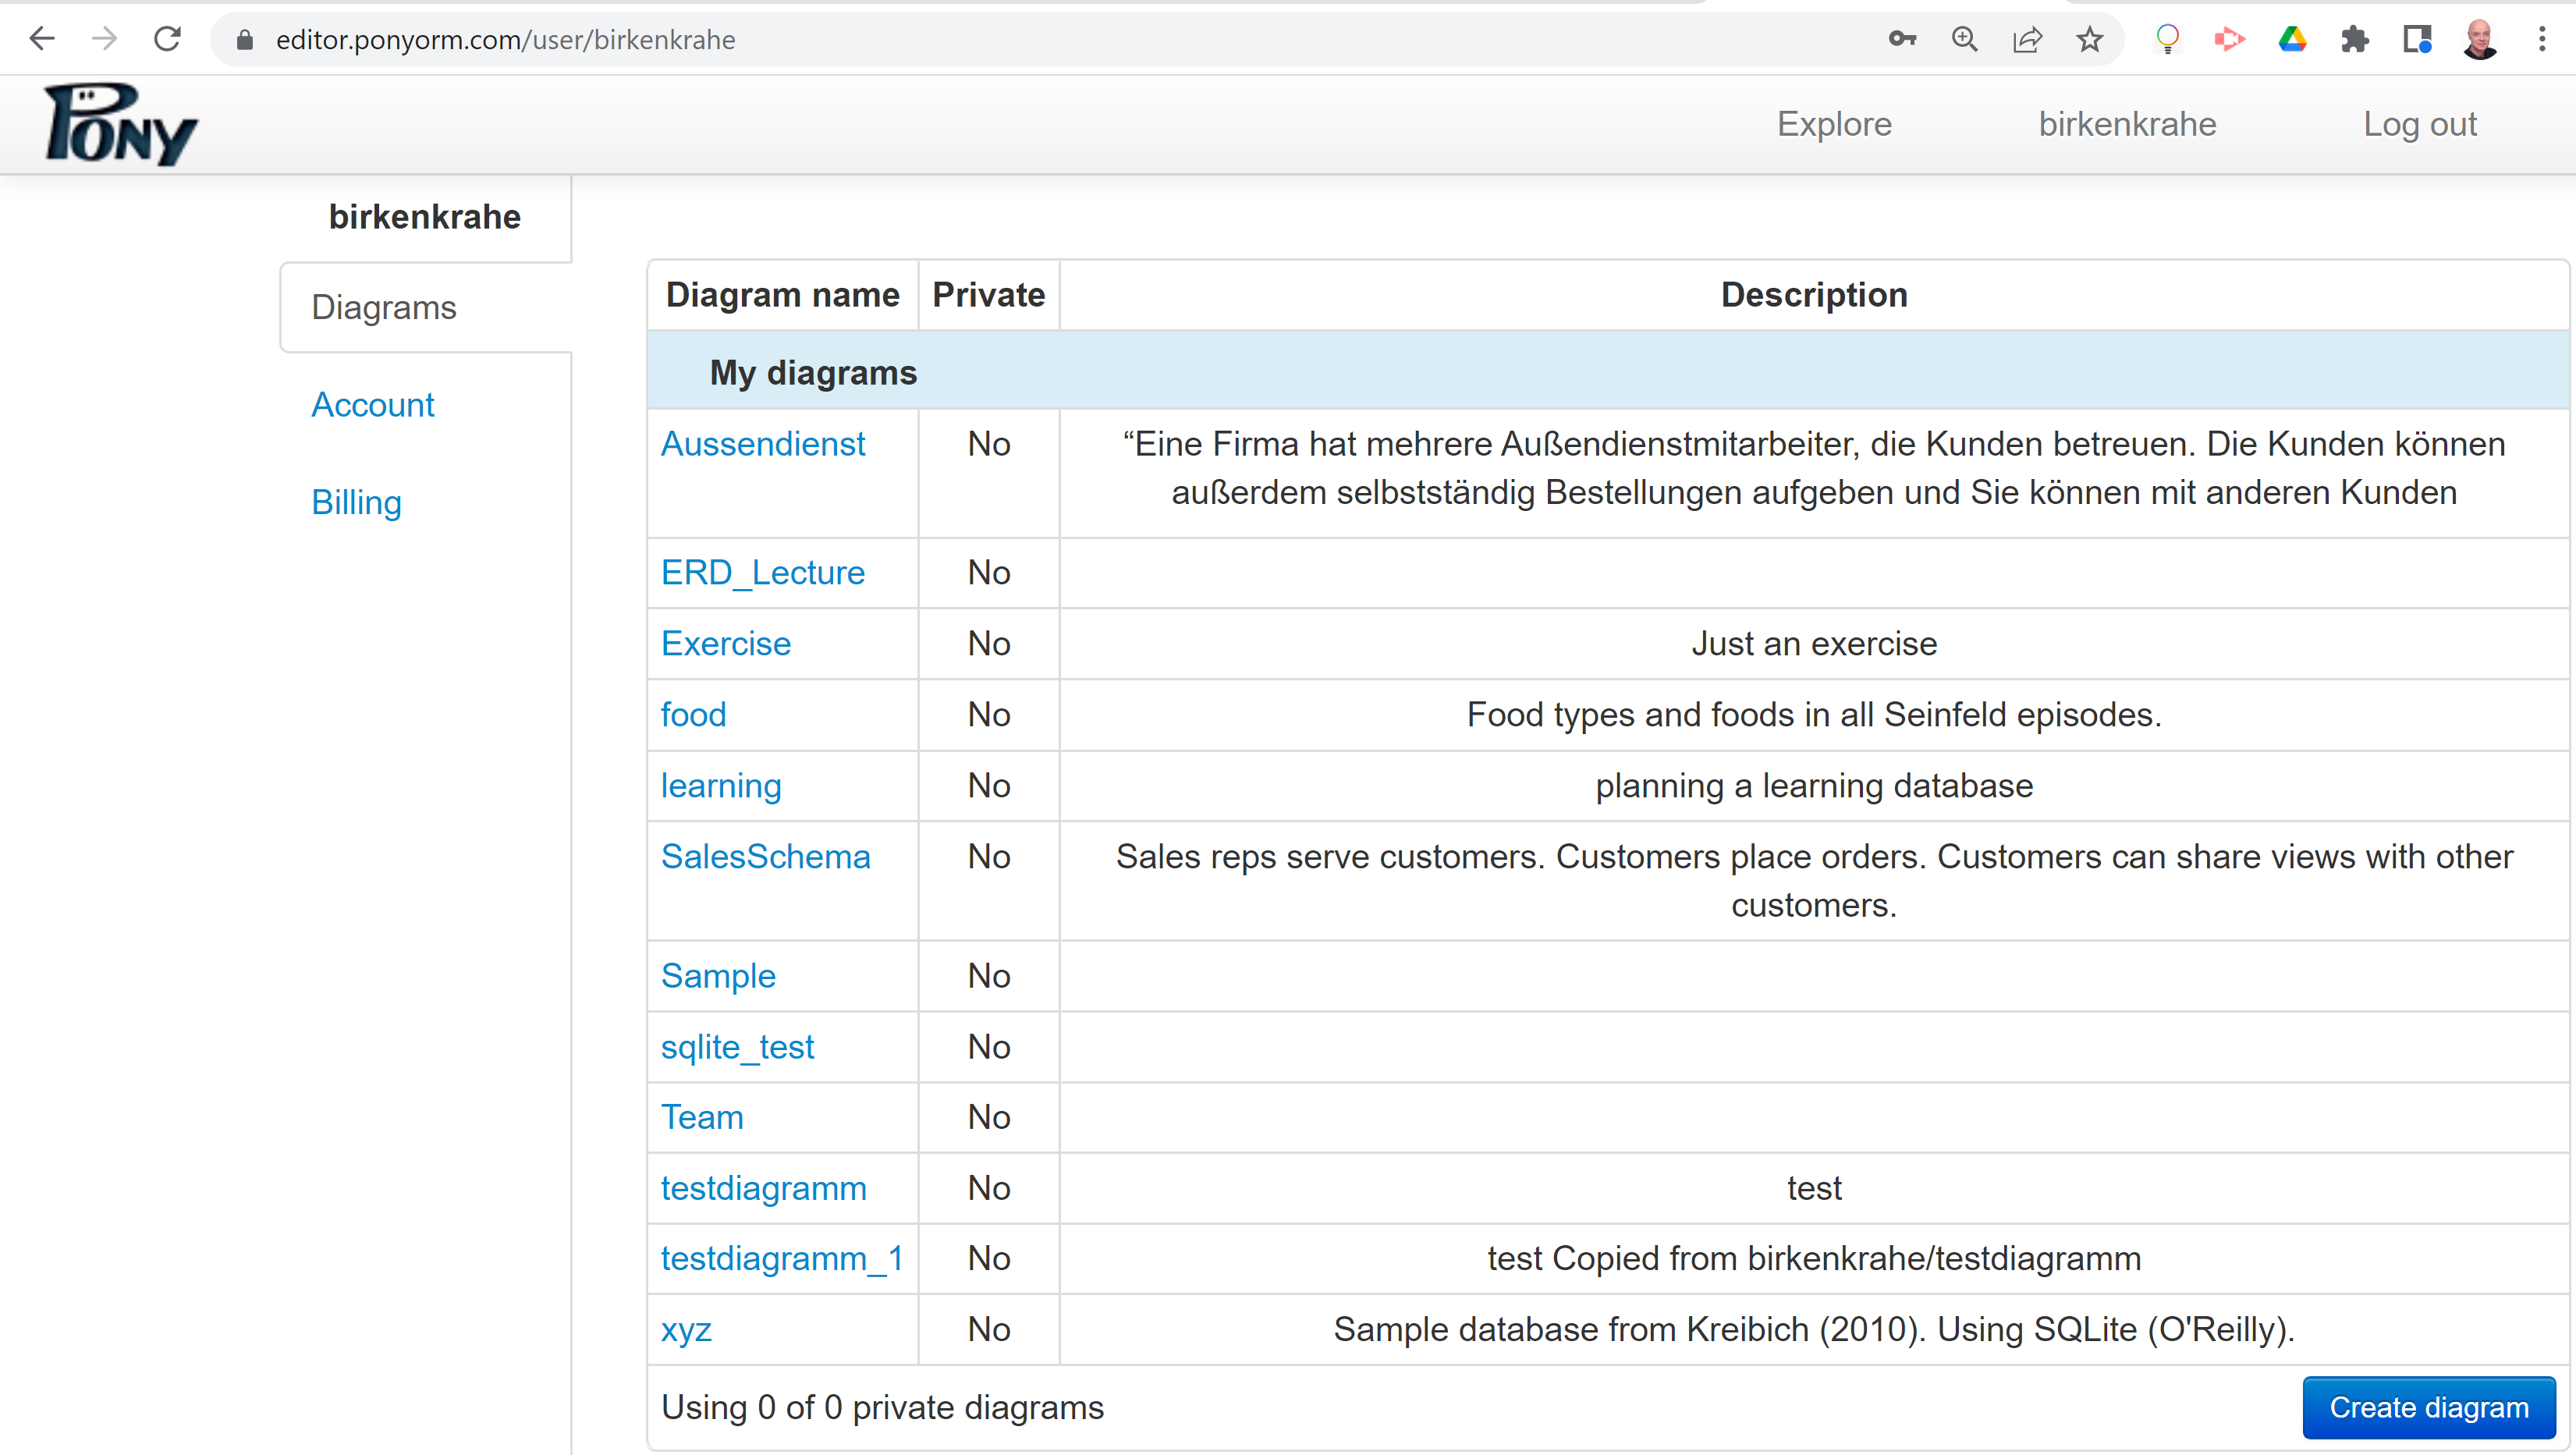 editor.ponyorm.com/user/birkenkrahe
PONY
Explore birkenkrahe Log out
birkenkrahe
Diagrams
Account
Billing
Diagram name Private Description
My diagrams
Aussendienst No “Eine Firma hat mehrere Außendienstmitarbeiter, die Kunden betreuen. Die Kunden können
außerdem selbstständig Bestellungen aufgeben und Sie können mit anderen Kunden
ERD_Lecture No
Exercise No Just an exercise
food No Food types and foods in all Seinfeld episodes.
learning No planning a learning database
SalesSchema No Sales reps serve customers. Customers place orders. Customers can share views with other
customers.
Sample No
sqlite_test No
Team No
testdiagramm No test
testdiagramm_1 No test Copied from birkenkrahe/testdiagramm
xyz No Sample database from Kreibich (2010). Using SQLite (O'Reilly).
Using 0 of 0 private diagrams Create diagram